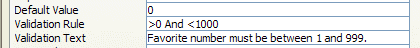 Default Value 0
Validation Rule >0 And <1000
Validation Text Favorite number must be between 1 and 999.